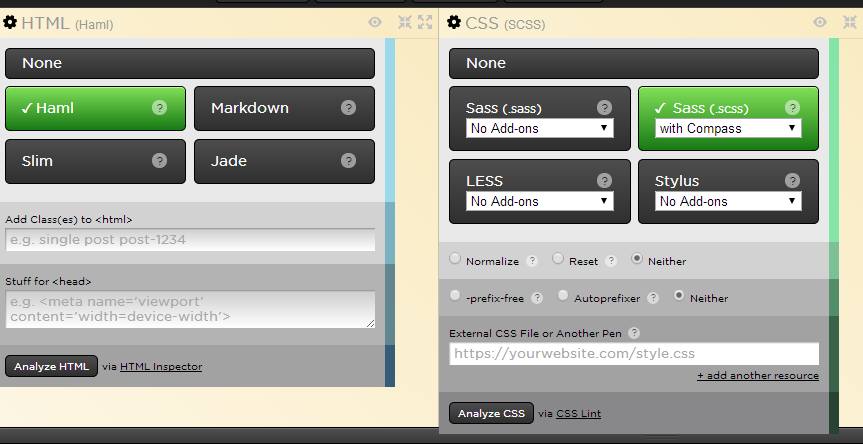 HTML (Haml)
None
✓ Haml ?
Markdown ?
Slim ?
Jade ?
Add Class(es) to <html>
e.g. single post post-1234
Stuff for <head>
e.g. <meta name='viewport'
content='width=device-width'>
Analyze HTML via HTML Inspector
CSS (SCSS)
None
Sass (.sass) ?
No Add-ons
✓ Sass (.scss) ?
with Compass
LESS ?
No Add-ons
Stylus ?
No Add-ons
Normalize ? Reset ? Neither
-prefix-free ? Autoprefixer ? Neither
External CSS File or Another Pen ?
https://yourwebsite.com/style.css
+ add another resource
Analyze CSS via CSS Lint